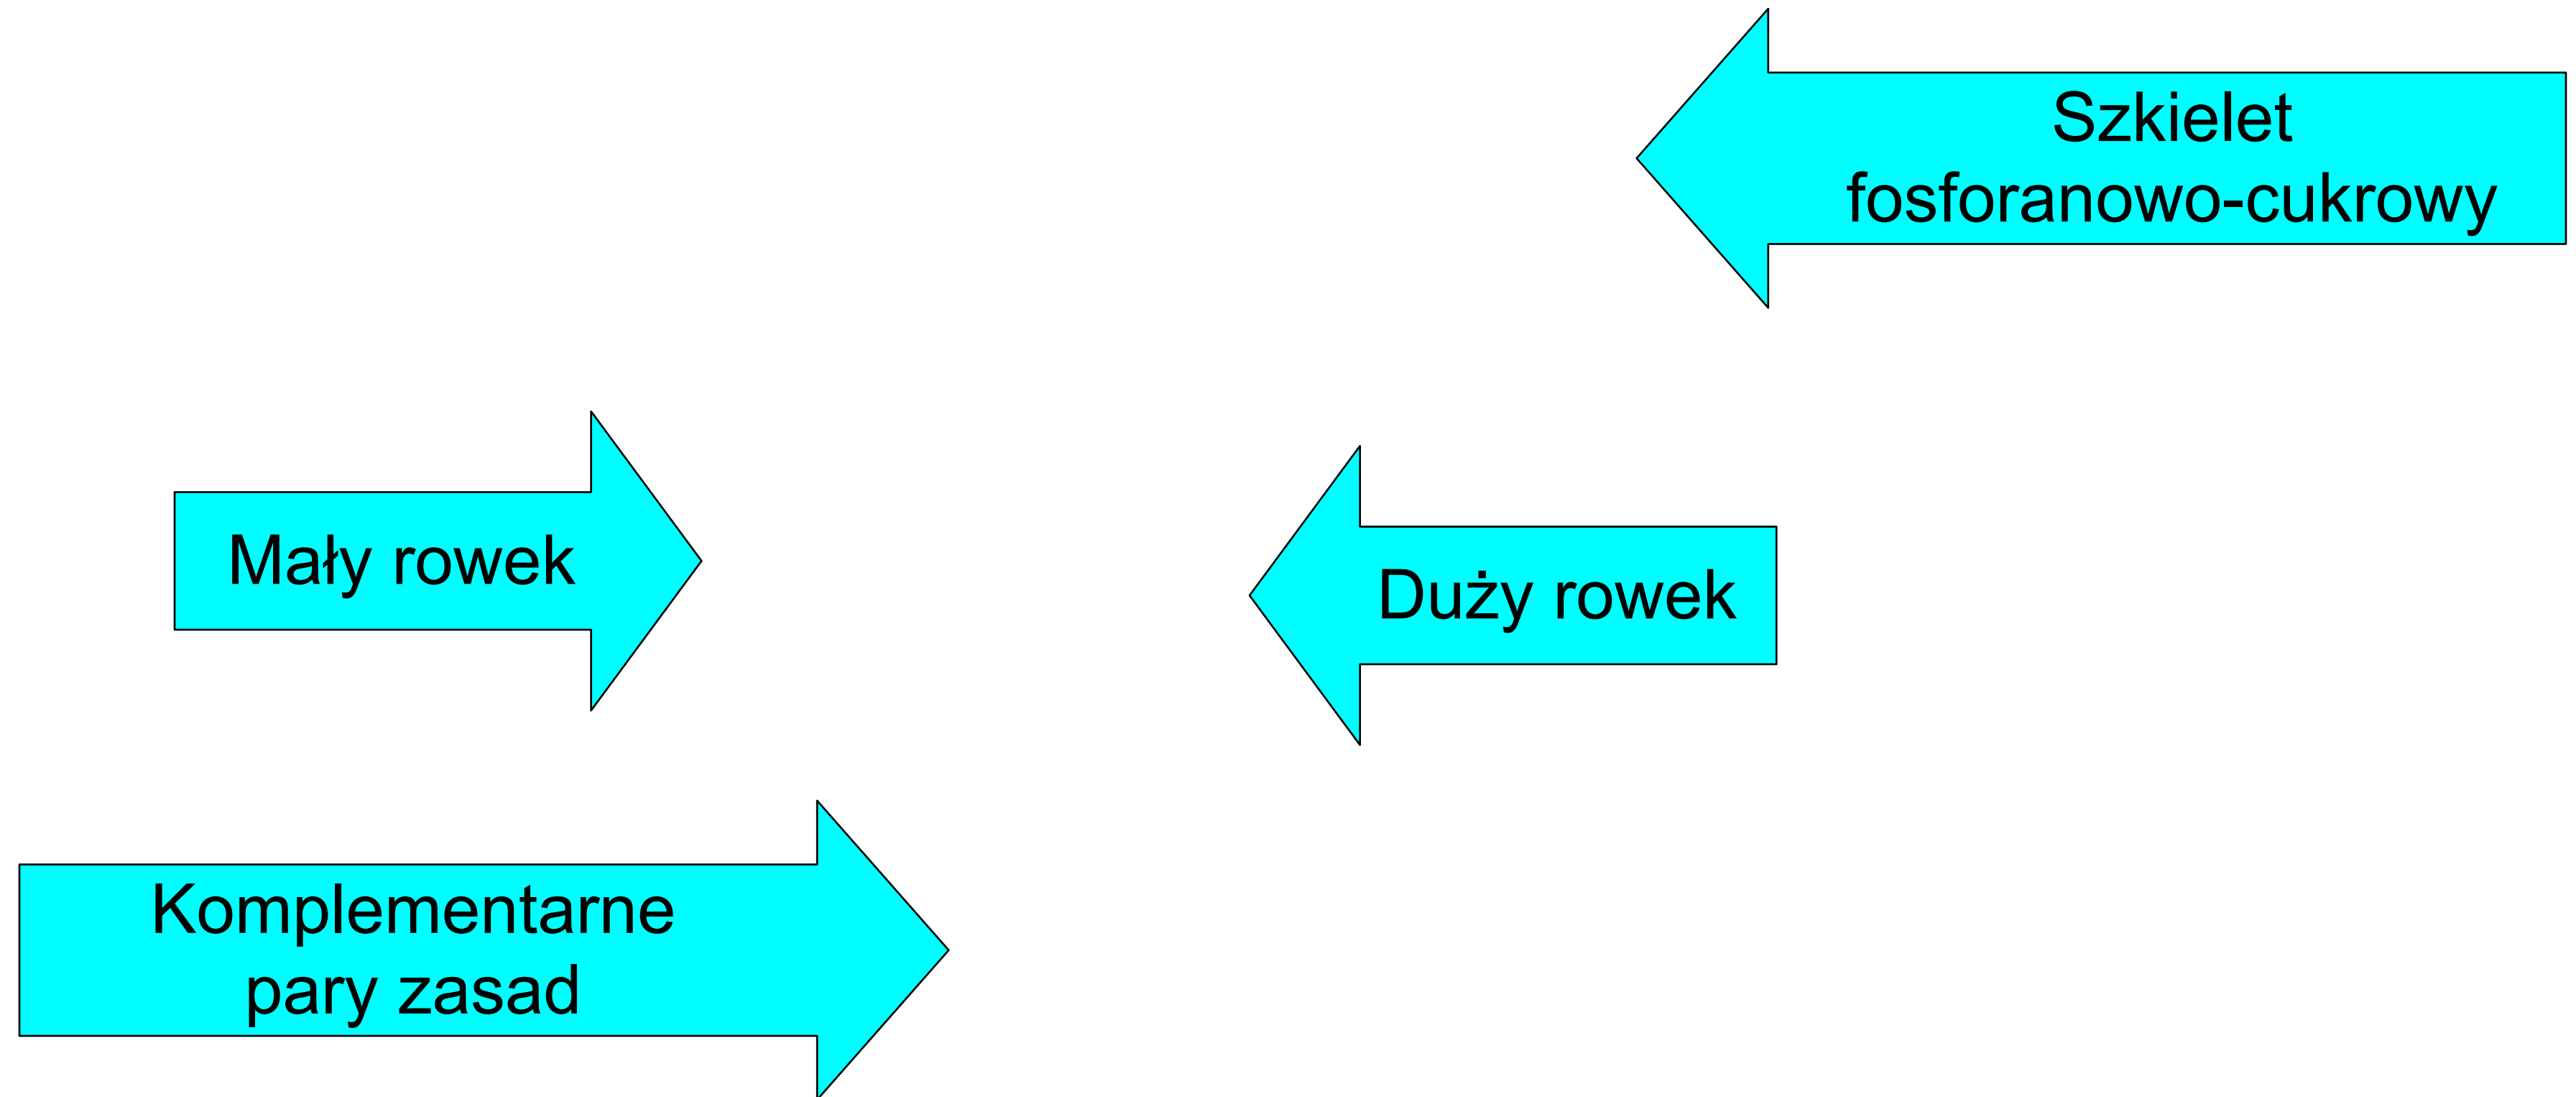 Szkielet
fosforanowo-cukrowy
Mały rowek
Duży rowek
Komplementarne
pary zasad